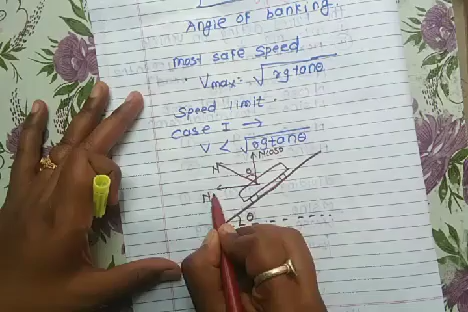 Angle of banking
most safe speed.
Vmax = √rgtanθ
Speed limit.
case I →
V < √rgtanθ
N Ncosθ
θ
N
θ